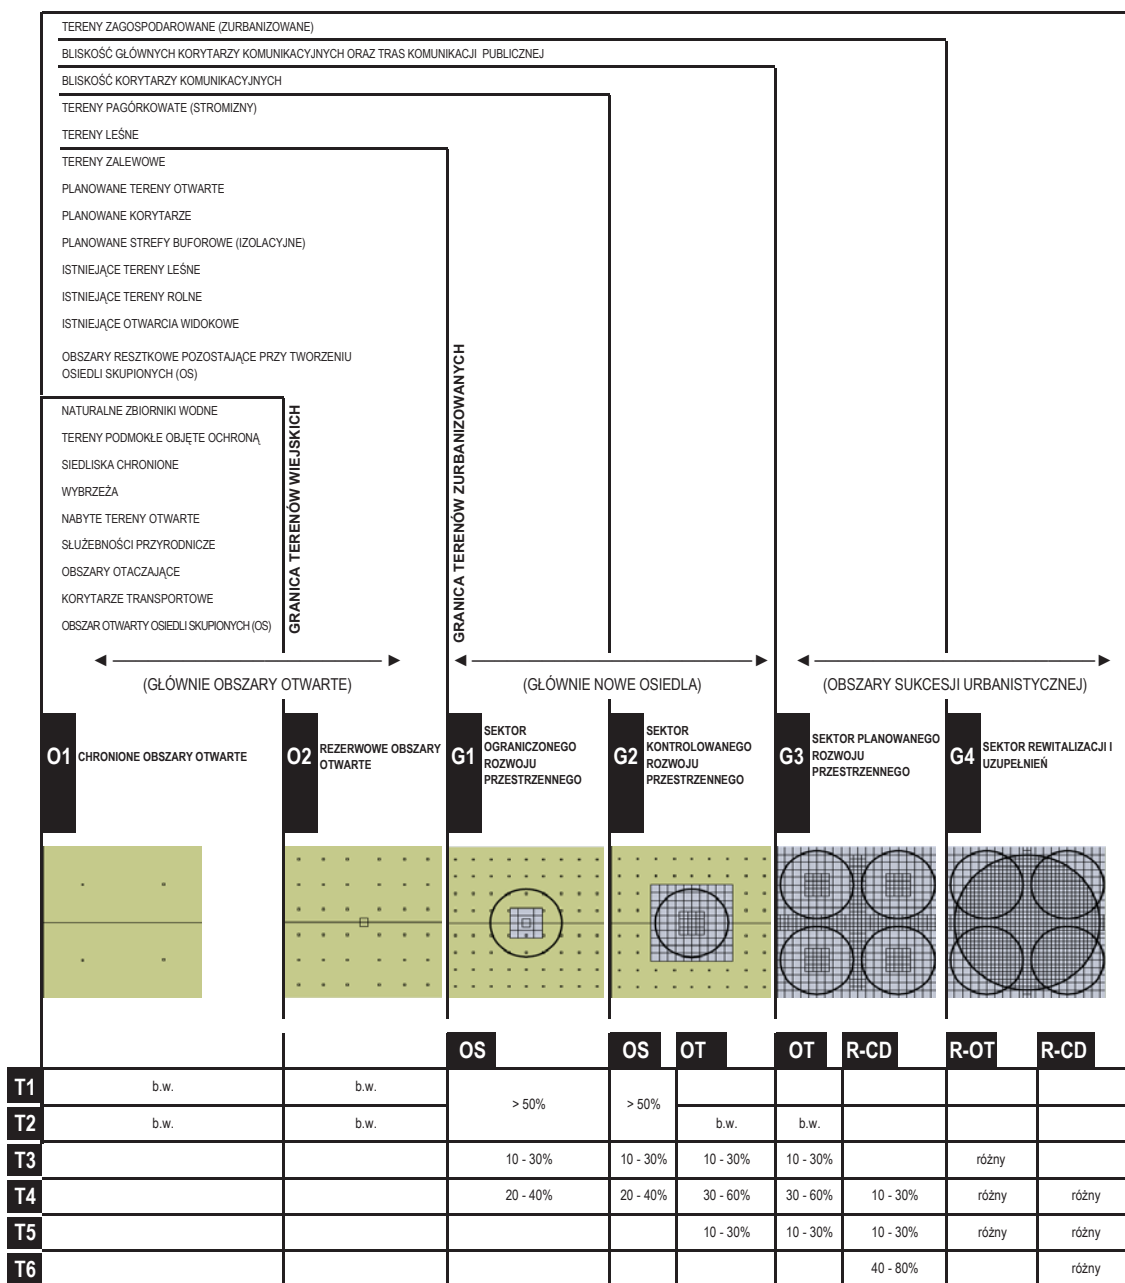 TERENY ZAGOSPODAROWANE (ZURBANIZOWANE)
BLISKOŚĆ GŁÓWNYCH KORYTARZY KOMUNIKACYJNYCH ORAZ TRAS KOMUNIKACJI PUBLICZNEJ
BLISKOŚĆ KORYTARZY KOMUNIKACYJNYCH
TERENY PAGÓRKOWATE (STROMIZNY)
TERENY LEŚNE
TERENY ZALEWOWE
PLANOWANE TERENY OTWARTE
PLANOWANE KORYTARZE
PLANOWANE STREFY BUFOROWE (IZOLACYJNE)
ISTNIEJĄCE TERENY LEŚNE
ISTNIEJĄCE TERENY ROLNE
ISTNIEJĄCE OTWARCIA WIDOKOWE
OBSZARY RESZTKOWE POZOSTAJĄCE PRZY TWORZENIU
OSIEDLI SKUPIONYCH (OS)
NATURALNE ZBIORNIKI WODNE
TERENY PODMOKŁE OBJĘTE OCHRONĄ
SIEDLISKA CHRONIONE
WYBRZEŻA
NABYTE TERENY OTWARTE
SŁUŻEBNOŚCI PRZYRODNICZE
OBSZARY OTACZAJĄCE
KORYTARZE TRANSPORTOWE
OBSZAR OTWARTY OSIEDLI SKUPIONYCH (OS)
GRANICA TERENÓW WIEJSKICH
GRANICA TERENÓW ZURBANIZOWANYCH
(GŁÓWNIE OBSZARY OTWARTE)
(GŁÓWNIE NOWE OSIEDLA)
(OBSZARY SUKCESJI URBANISTYCZNEJ)
O1 CHRONIONE OBSZARY OTWARTE
O2 REZERWOWE OBSZARY
OTWARTE
G1 SEKTOR
OGRANICZONEGO
ROZWOJU
PRZESTRZENNEGO
G2 SEKTOR
KONTROLOWANEGO
ROZWOJU
PRZESTRZENNEGO
G3 SEKTOR PLANOWANEGO
ROZWOJU
PRZESTRZENNEGO
G4 SEKTOR REWITALIZACJI I
UZUPEŁNIEŃ
OS OS OT OT R-CD R-OT R-CD
T1 b.w. b.w.
> 50% > 50%
T2 b.w. b.w. b.w. b.w.
T3 10 - 30% 10 - 30% 10 - 30% 10 - 30% różny
T4 20 - 40% 20 - 40% 30 - 60% 30 - 60% 10 - 30% różny różny
T5 10 - 30% 10 - 30% 10 - 30% różny różny
T6 40 - 80% różny